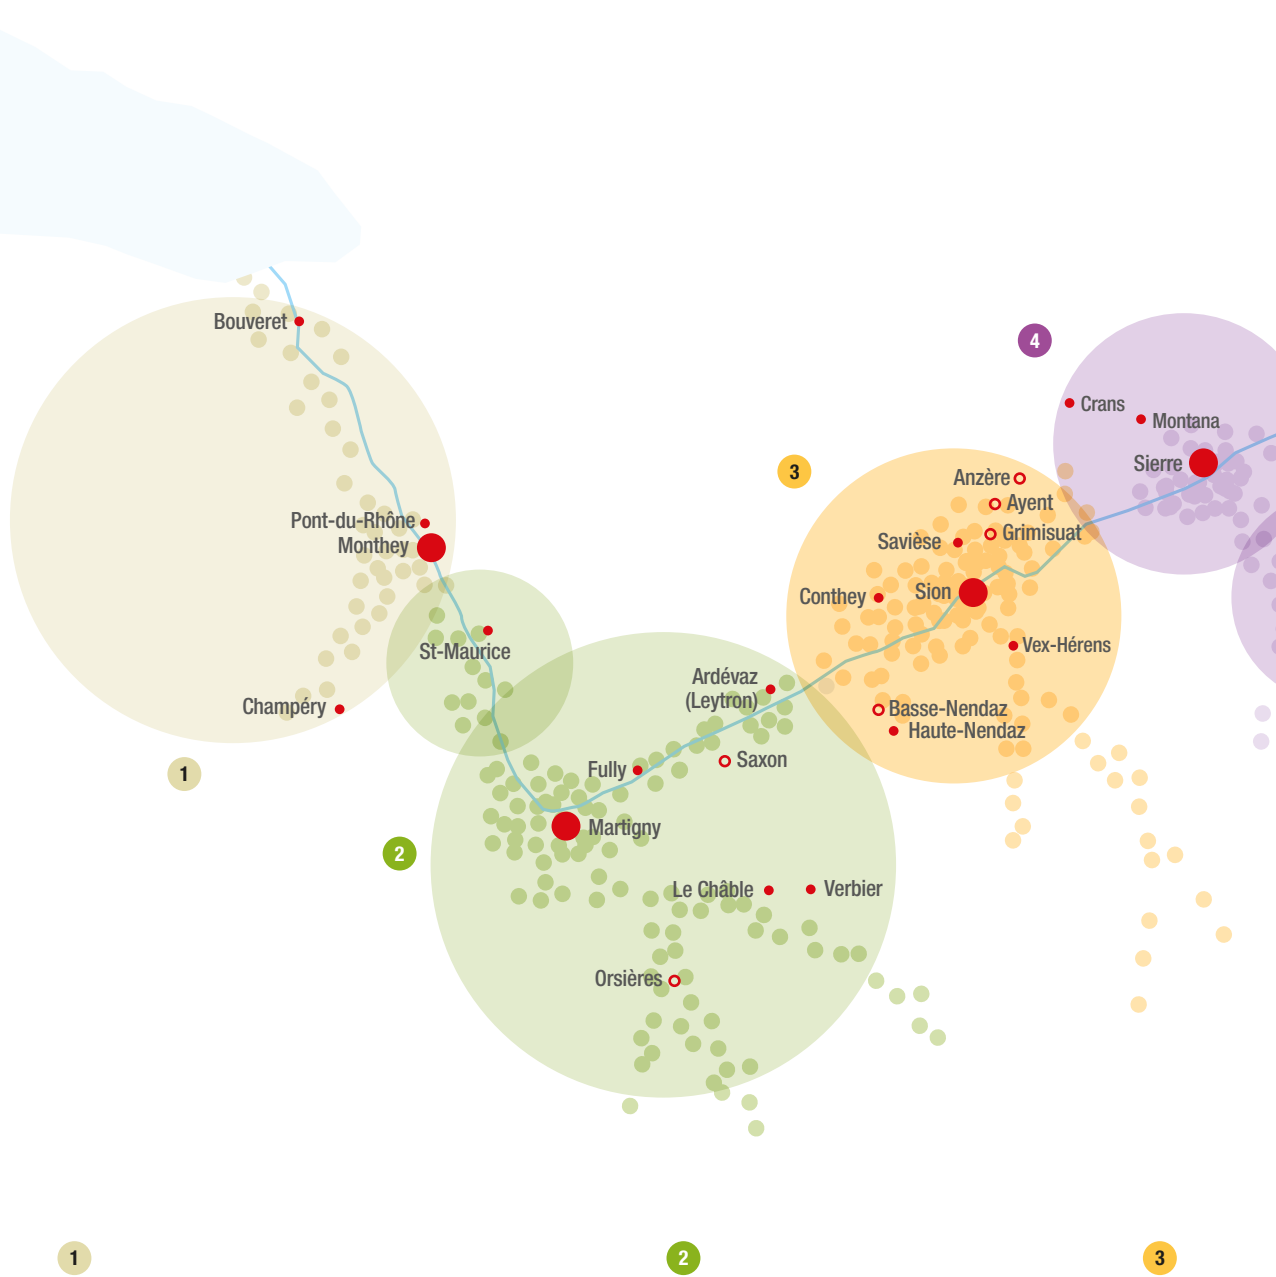 Bouveret
4
Crans
Montana
Sierre
3
Anzère
Ayent
Pont-du-Rhône
Monthey
Savièse
Grimisuat
Conthey
Sion
St-Maurice
Vex-Hérens
Ardévaz
(Leytron)
Champéry
Basse-Nendaz
Haute-Nendaz
1
Fully
Saxon
Martigny
2
Le Châble
Verbier
Orsières
1
2
3